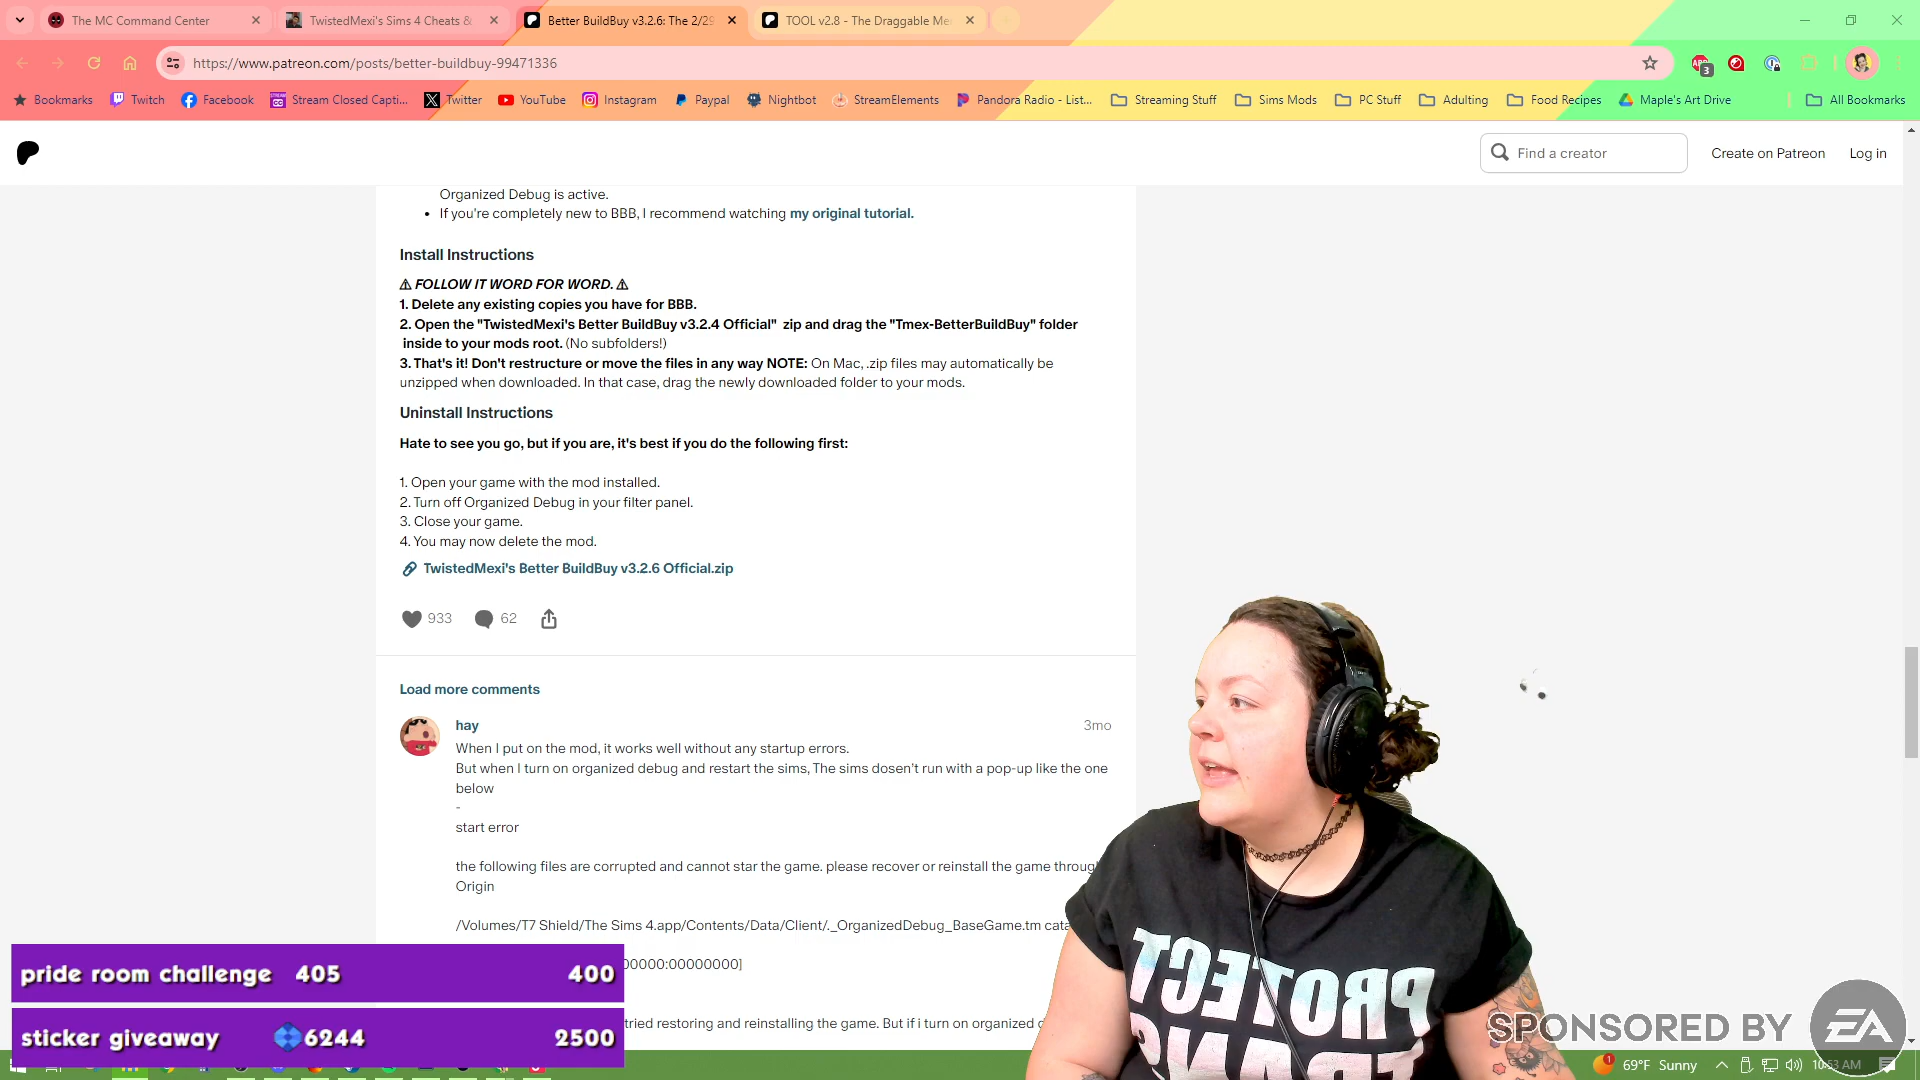 The MC Command Center
TwistedMexi's Sims 4 Cheats &
Better BuildBuy v3.2.6: The 2/29
TOOL v2.8 - The Draggable Me
https://www.patreon.com/posts/better-buildbuy-99471336
ABP
3
Bookmarks
Twitch
Facebook
Stream Closed Capti...
Twitter
YouTube
Instagram
Paypal
Nightbot
StreamElements
Pandora Radio - List...
Streaming Stuff
Sims Mods
PC Stuff
Adulting
Food Recipes
Maple's Art Drive
All Bookmarks
Find a creator
Create on Patreon
Log in
Organized Debug is active.
• If you're completely new to BBB, I recommend watching my original tutorial.
Install Instructions
⚠ FOLLOW IT WORD FOR WORD. ⚠
1. Delete any existing copies you have for BBB.
2. Open the "TwistedMexi's Better BuildBuy v3.2.4 Official" zip and drag the "Tmex-BetterBuildBuy" folder
inside to your mods root. (No subfolders!)
3. That's it! Don't restructure or move the files in any way NOTE: On Mac, .zip files may automatically be
unzipped when downloaded. In that case, drag the newly downloaded folder to your mods.
Uninstall Instructions
Hate to see you go, but if you are, it's best if you do the following first:
1. Open your game with the mod installed.
2. Turn off Organized Debug in your filter panel.
3. Close your game.
4. You may now delete the mod.
TwistedMexi's Better BuildBuy v3.2.6 Official.zip
933
62
Load more comments
hay
3mo
When I put on the mod, it works well without any startup errors.
But when I turn on organized debug and restart the sims, The sims dosen't run with a pop-up like the one
below
-
start error
the following files are corrupted and cannot star the game. please recover or reinstall the game
Origin
/Volumes/T7 Shield/The Sims 4.app/Contents/Data/Client/._OrganizedDebug_BaseGame.tm
00000:00000000]
tried restoring and reinstalling the game. But if i turn on organized
pride room challenge 405 400
sticker giveaway 6244 2500
PROTECT
TRANS
SPONSORED BY EA
1
69°F Sunny
10:53 AM